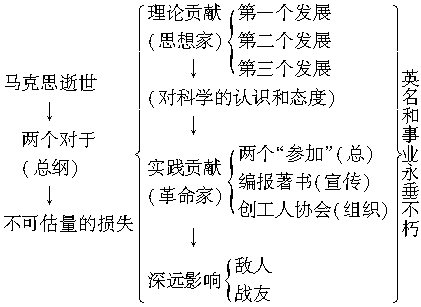 马克思逝世
↓
两个对于
(总纲)
↓
不可估量的损失
理论贡献
(思想家)
第一个发展
第二个发展
第三个发展
↓
(对科学的认识和态度)
↓
实践贡献
(革命家)
两个“参加”(总)
编报著书(宣传)
创工人协会(组织)
↓
深远影响
敌人
战友
英名和事业永垂不朽